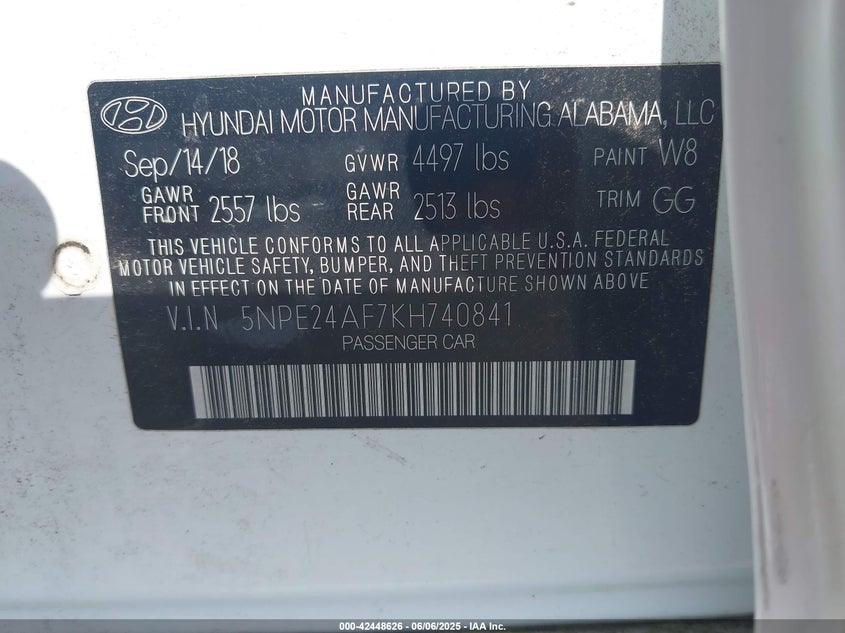 MANUFACTURED BY
HYUNDAI MOTOR MANUFACTURING ALABAMA, LLC
Sep/14/18 GVWR 4497 lbs PAINT W8
GAWR FRONT 2557 lbs GAWR REAR 2513 lbs TRIM GG
THIS VEHICLE CONFORMS TO ALL APPLICABLE U.S.A. FEDERAL
MOTOR VEHICLE SAFETY, BUMPER, AND THEFT PREVENTION STANDARDS
IN EFFECT ON THE DATE OF MANUFACTURE SHOWN ABOVE
V.I.N 5NPE24AF7KH740841
PASSENGER CAR
000-42448626 - 06/06/2025 - IAA Inc.